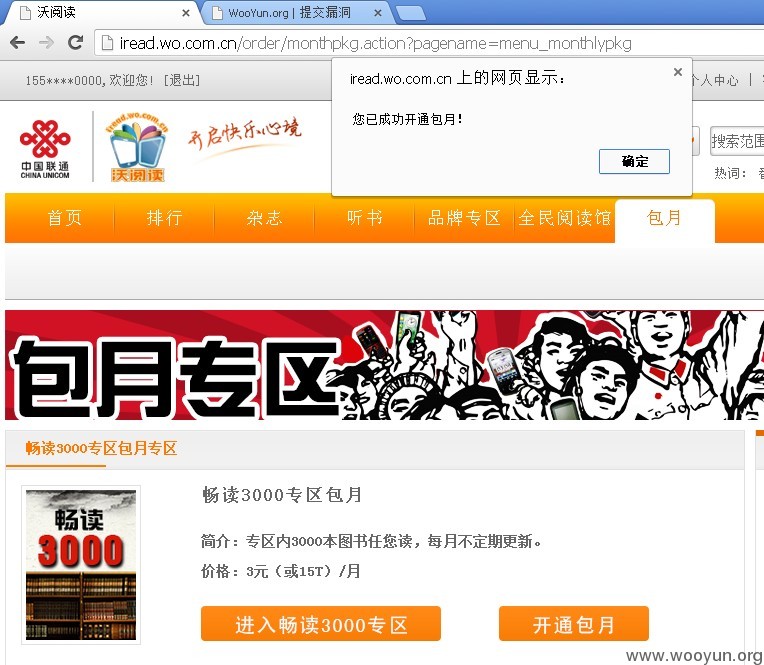 沃阅读
WooYun.org | 提交漏洞
iread.wo.com.cn/order/monthpkg.action?pagename=menu_monthlypkg
155****0000,欢迎您! [退出]
个人中心 |
iread.wo.com.cn 上的网页显示:
您已成功开通包月!
确定
中国联通
CHINA UNICOM
iread.wo.com.cn
沃阅读
开启快乐心境
搜索范围
热词:
首页
排行
杂志
听书
品牌专区
全民阅读馆
包月
包月专区
畅读3000专区包月专区
畅读
3000
畅读3000专区包月
简介:专区内3000本图书任您读,每月不定期更新。
价格:3元(或15T)/月
进入畅读3000专区
开通包月
www.wooyun.org